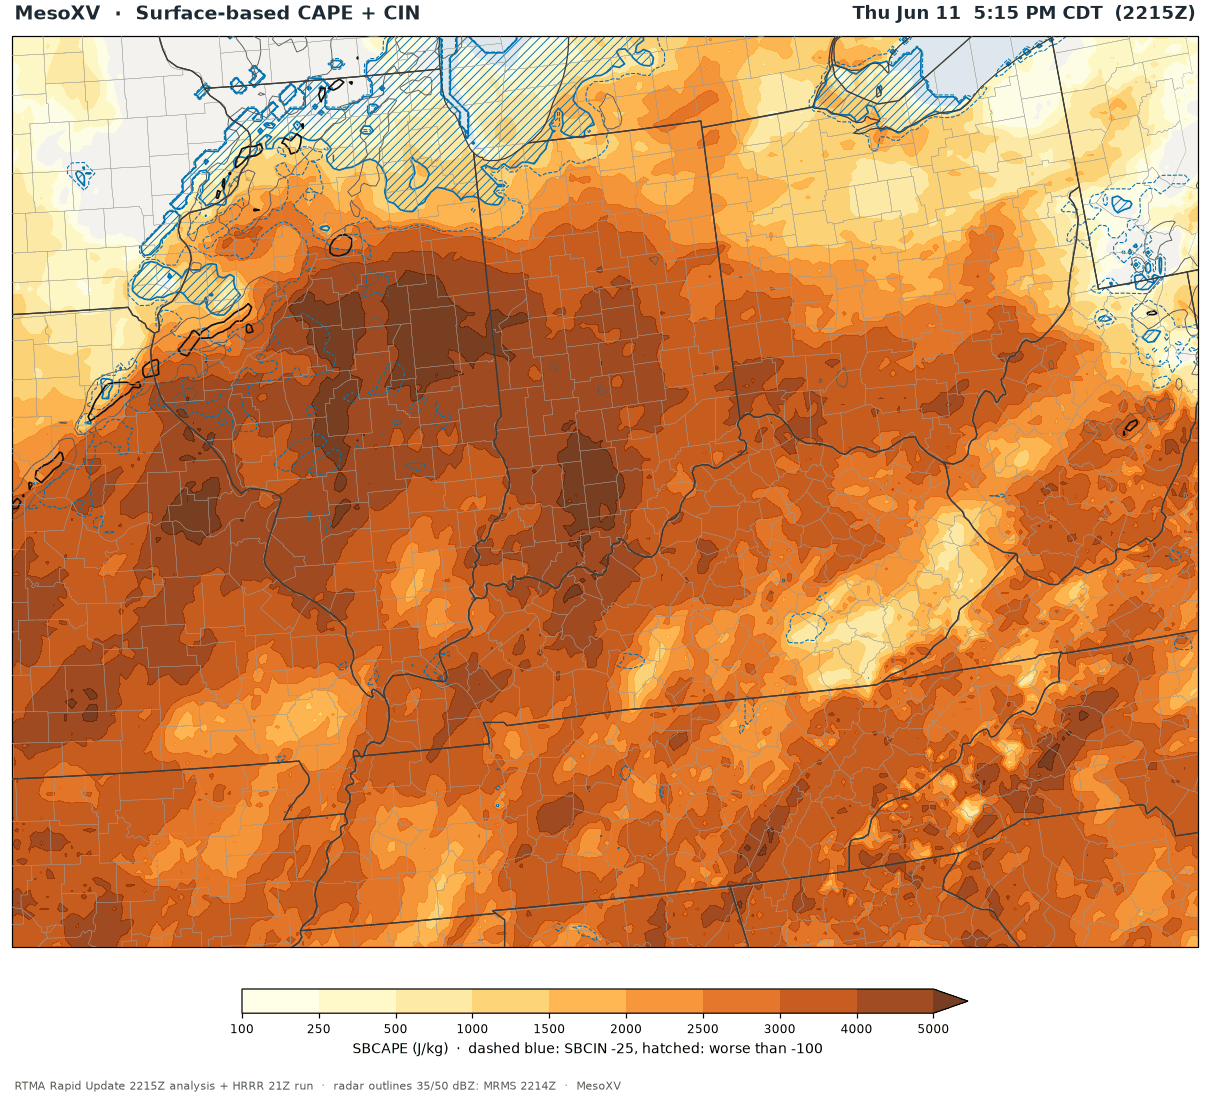 MesoXV · Surface-based CAPE + CIN
Thu Jun 11 5:15 PM CDT (2215Z)
100 250 500 1000 1500 2000 2500 3000 4000 5000
SBCAPE (J/kg) · dashed blue: SBCIN -25, hatched: worse than -100
RTMA Rapid Update 2215Z analysis + HRRR 21Z run · radar outlines 35/50 dBZ: MRMS 2214Z · MesoXV